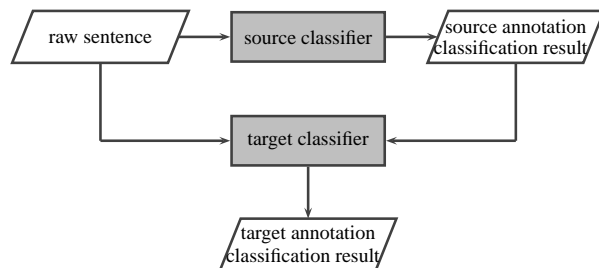 raw sentence
source classifier
source annotation
classification result
target classifier
target annotation
classification result